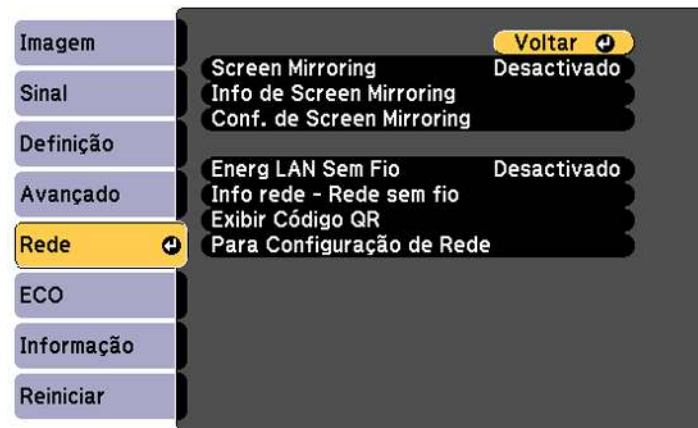 Imagem
Sinal
Definição
Avançado
Rede
ECO
Informação
Reiniciar
Voltar
Screen Mirroring Desactivado
Info de Screen Mirroring
Conf. de Screen Mirroring
Energ LAN Sem Fio Desactivado
Info rede - Rede sem fio
Exibir Código QR
Para Configuração de Rede